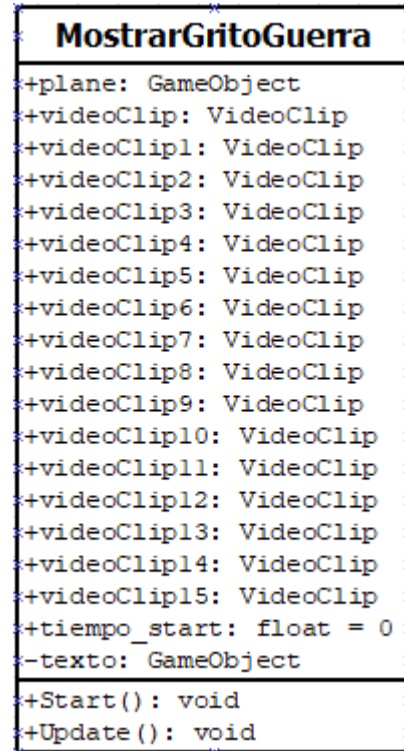 MostrarGritoGuerra
+plane: GameObject
+videoClip: VideoClip
+videoClip1: VideoClip
+videoClip2: VideoClip
+videoClip3: VideoClip
+videoClip4: VideoClip
+videoClip5: VideoClip
+videoClip6: VideoClip
+videoClip7: VideoClip
+videoClip8: VideoClip
+videoClip9: VideoClip
+videoClip10: VideoClip
+videoClip11: VideoClip
+videoClip12: VideoClip
+videoClip13: VideoClip
+videoClip14: VideoClip
+videoClip15: VideoClip
+tiempo_start: float = 0
-texto: GameObject
+Start(): void
+Update(): void